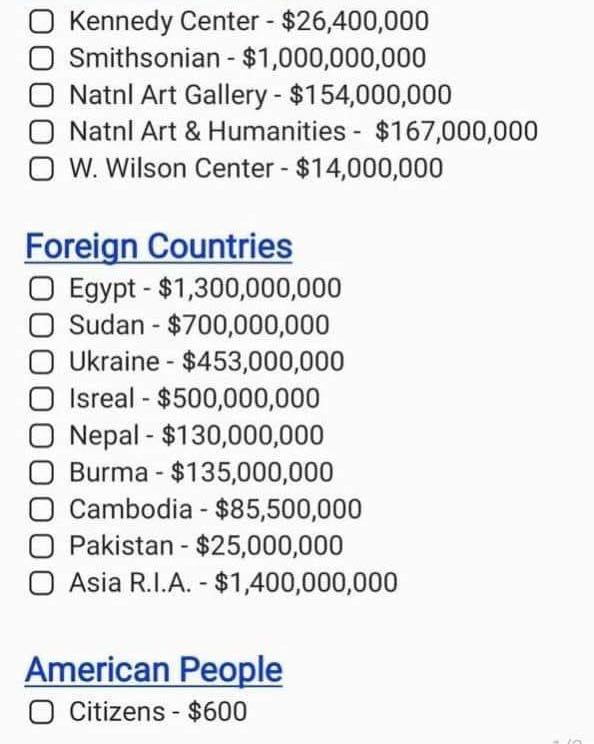 Kennedy Center - $26,400,000
Smithsonian - $1,000,000,000
Natnl Art Gallery - $154,000,000
Natnl Art & Humanities - $167,000,000
W. Wilson Center - $14,000,000
Foreign Countries
Egypt - $1,300,000,000
Sudan - $700,000,000
Ukraine - $453,000,000
Isreal - $500,000,000
Nepal - $130,000,000
Burma - $135,000,000
Cambodia - $85,500,000
Pakistan - $25,000,000
Asia R.I.A. - $1,400,000,000
American People
Citizens - $600